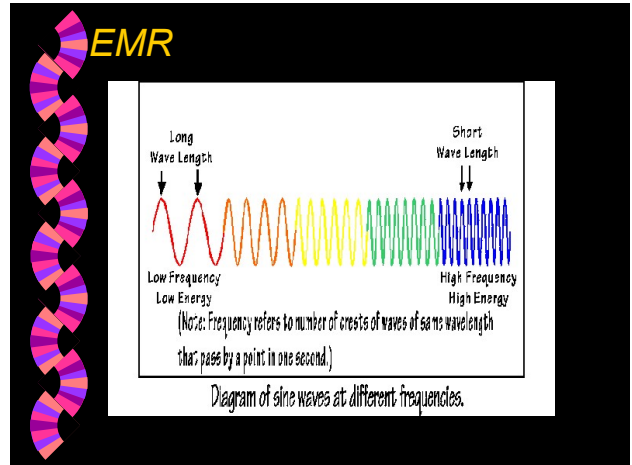 EMR
Long
Wave Length
Short
Wave Length
Low Frequency
Low Energy
High Frequency
High Energy
(Note: Frequency refers to number of crests of waves of same wavelength
that pass by a point in one second.)
Diagram of sine waves at different frequencies.